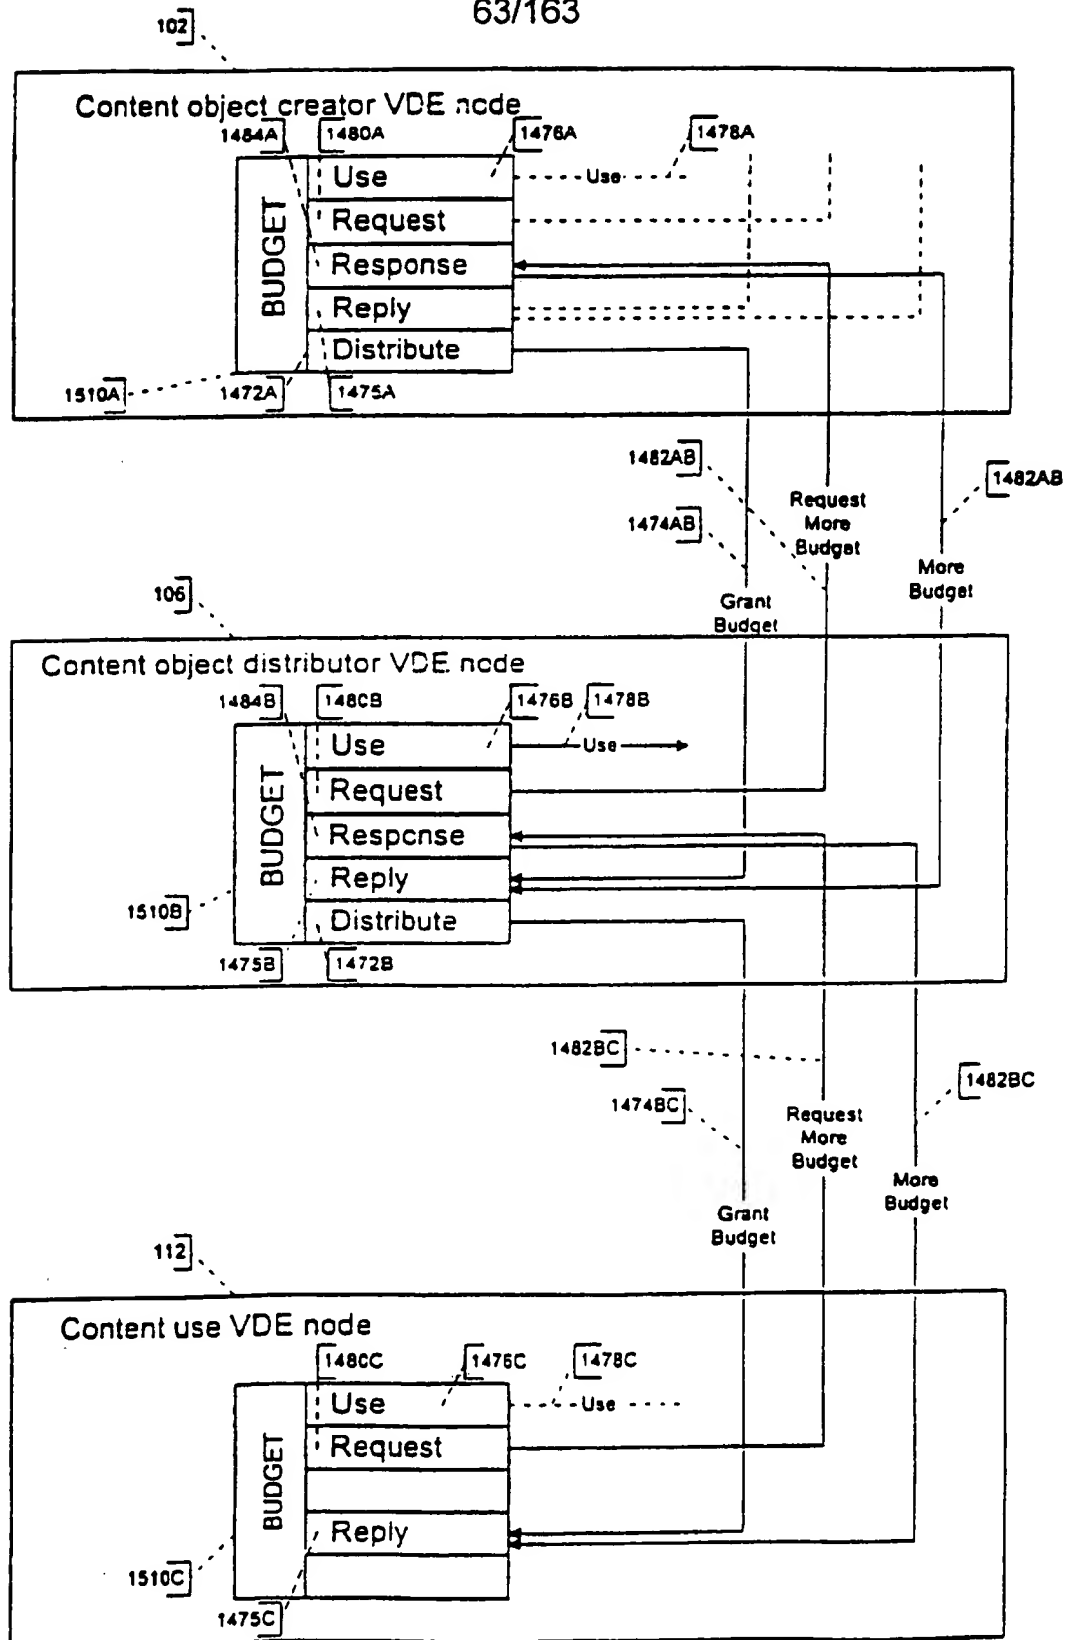 63/163
102
Content object creator VDE node
1484A
1480A
1476A
1478A
BUDGET
Use
Use
Request
Response
Reply
Distribute
1510A
1472A
1475A
1482AB
1474AB
Request
More
Budget
1482AB
More
Budget
Grant
Budget
106
Content object distributor VDE node
1484B
1480B
1476B
1478B
BUDGET
Use
Use
Request
Response
Reply
Distribute
1510B
1475B
1472B
1482BC
1474BC
Request
More
Budget
1482BC
More
Budget
Grant
Budget
112
Content use VDE node
1480C
1476C
1478C
BUDGET
Use
Use
Request
Reply
1510C
1475C